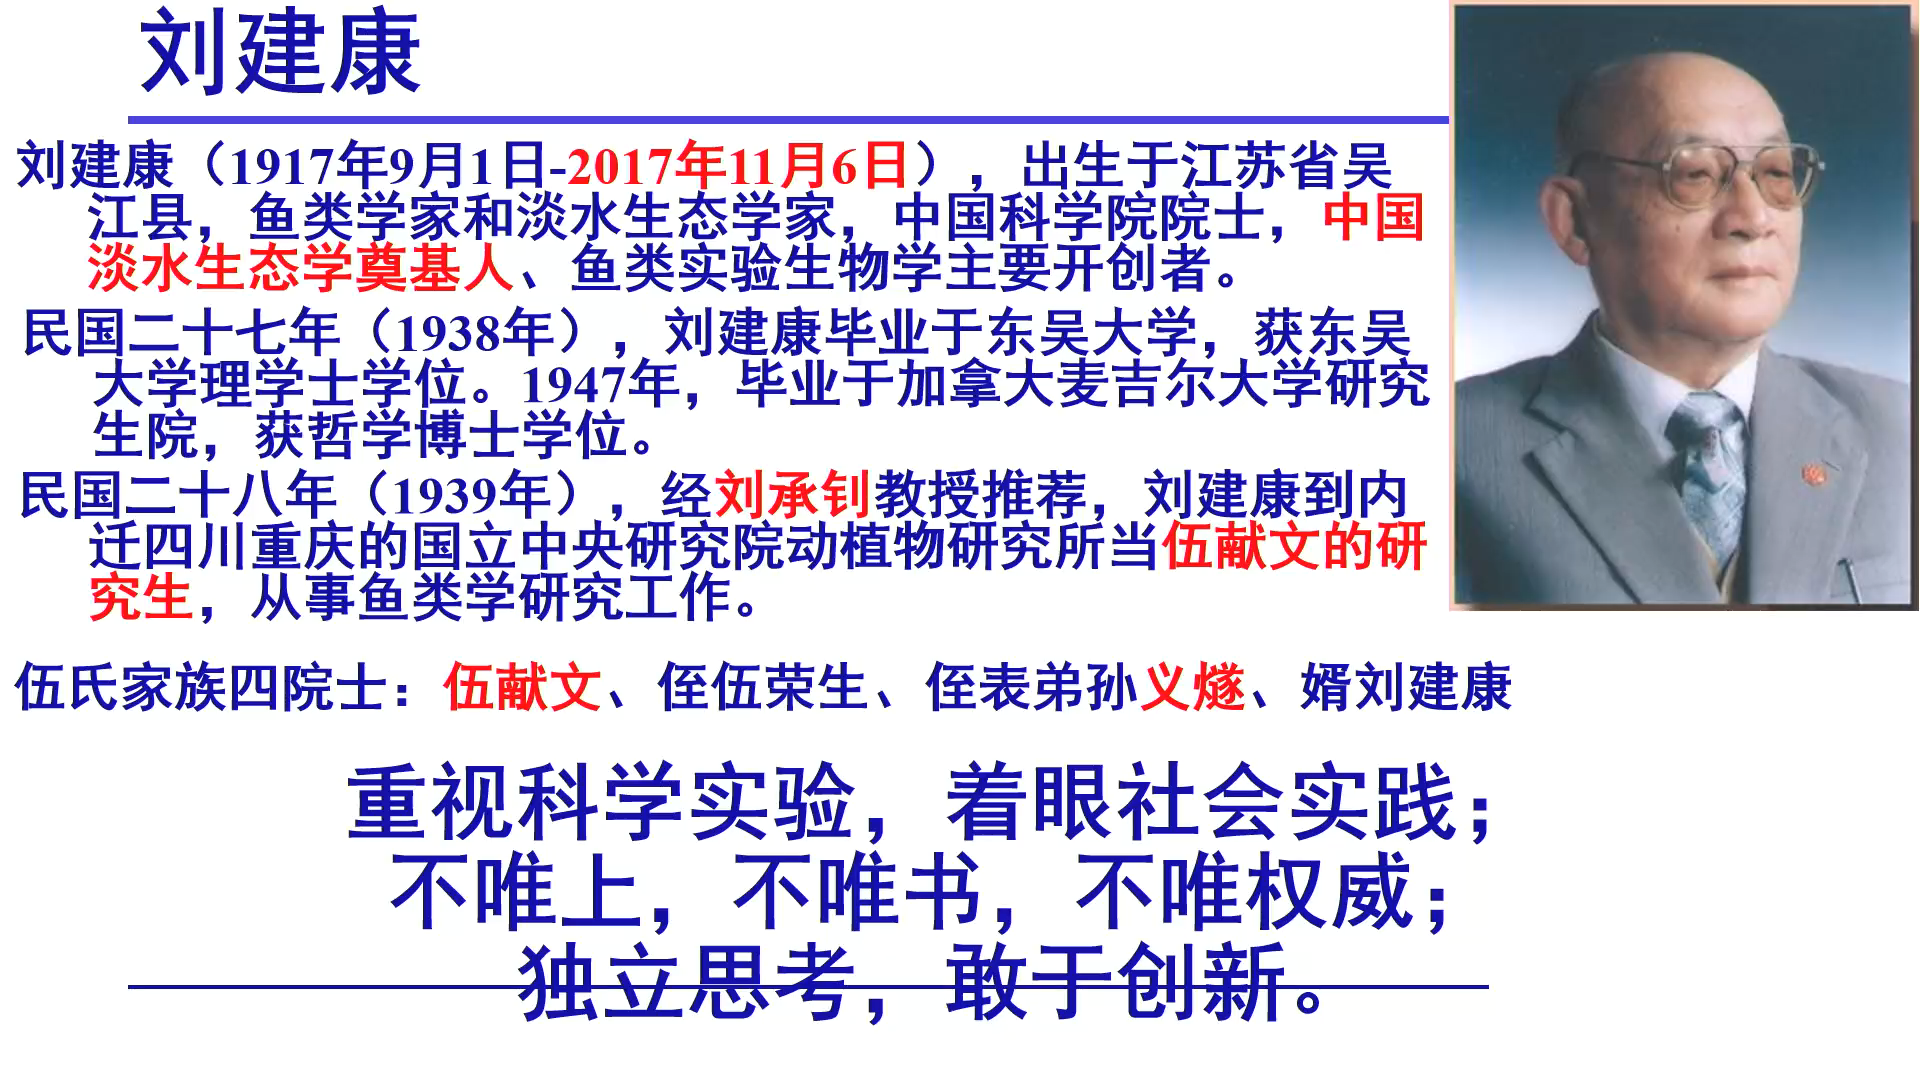 刘建康
刘建康（1917年9月1日-2017年11月6日），出生于江苏省吴
江县，鱼类学家和淡水生态学家，中国科学院院士，中国
淡水生态学奠基人、鱼类实验生物学主要开创者。
民国二十七年（1938年），刘建康毕业于东吴大学，获东吴
大学理学士学位。1947年，毕业于加拿大麦吉尔大学研究
生院，获哲学博士学位。
民国二十八年（1939年），经刘承钊教授推荐，刘建康到内
迁四川重庆的国立中央研究院动植物研究所当伍献文的研
究生，从事鱼类学研究工作。
伍氏家族四院士：伍献文、侄伍荣生、侄表弟孙义燧、婿刘建康
重视科学实验，着眼社会实践；
不唯上，不唯书，不唯权威；
独立思考，敢于创新。